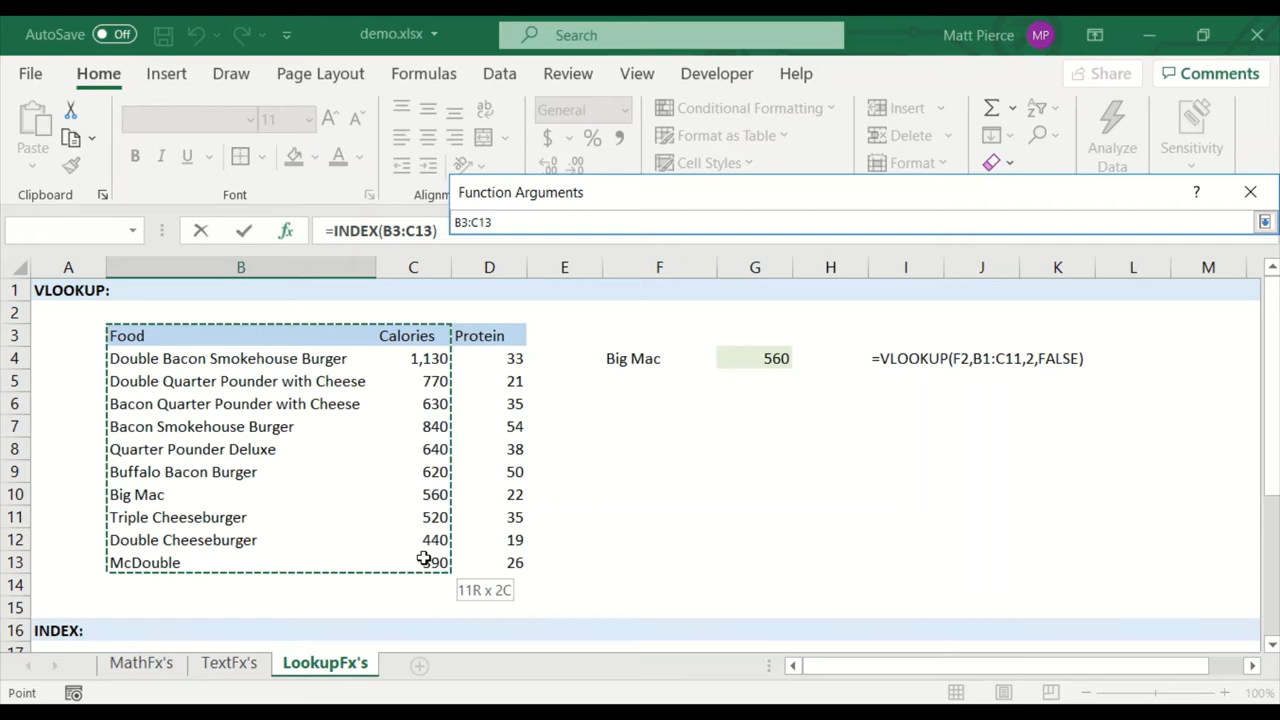 AutoSave Off demo.xlsx Search Matt Pierce MP
File Home Insert Draw Page Layout Formulas Data Review View Developer Help Share Comments
Paste 11 General Conditional Formatting Insert
$ % Format as Table Delete Analyze Sensitivity
B I U A Cell Styles Format Data
Clipboard Font Alignm
Function Arguments ?
B3:C13
=INDEX(B3:C13)
A B C D E F G H I J K L M
1 VLOOKUP:
2
3 Food Calories Protein
4 Double Bacon Smokehouse Burger 1,130 33 Big Mac 560 =VLOOKUP(F2,B1:C11,2,FALSE)
5 Double Quarter Pounder with Cheese 770 21
6 Bacon Quarter Pounder with Cheese 630 35
7 Bacon Smokehouse Burger 840 54
8 Quarter Pounder Deluxe 640 38
9 Buffalo Bacon Burger 620 50
10 Big Mac 560 22
11 Triple Cheeseburger 520 35
12 Double Cheeseburger 440 19
13 McDouble 26
14 11R x 2C
15
16 INDEX:
MathFx's TextFx's LookupFx's
Point 100%